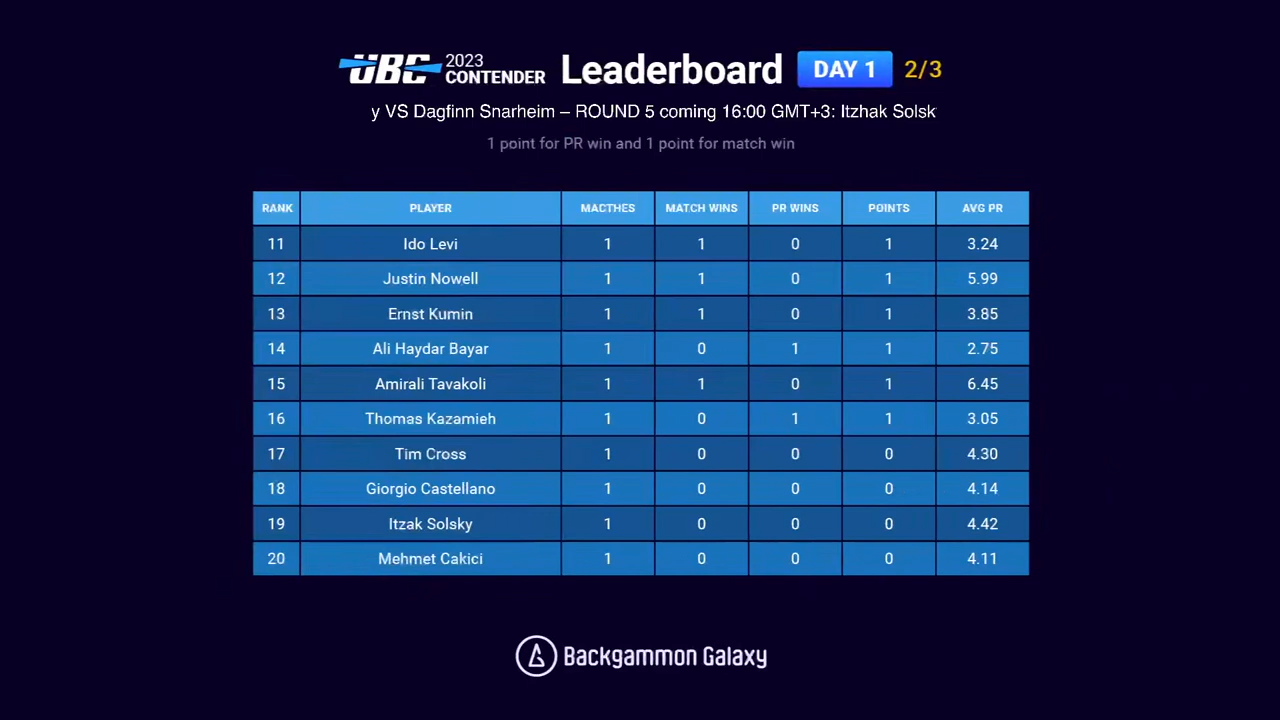 UBC 2023 CONTENDER Leaderboard DAY 1 2/3
y VS Dagfinn Snarheim – ROUND 5 coming 16:00 GMT+3: Itzhak Solsk
1 point for PR win and 1 point for match win
RANK PLAYER MACTHES MATCH WINS PR WINS POINTS AVG PR
11 Ido Levi 1 1 0 1 3.24
12 Justin Nowell 1 1 0 1 5.99
13 Ernst Kumin 1 1 0 1 3.85
14 Ali Haydar Bayar 1 0 1 1 2.75
15 Amirali Tavakoli 1 1 0 1 6.45
16 Thomas Kazamieh 1 0 1 1 3.05
17 Tim Cross 1 0 0 0 4.30
18 Giorgio Castellano 1 0 0 0 4.14
19 Itzak Solsky 1 0 0 0 4.42
20 Mehmet Cakici 1 0 0 0 4.11
Backgammon Galaxy